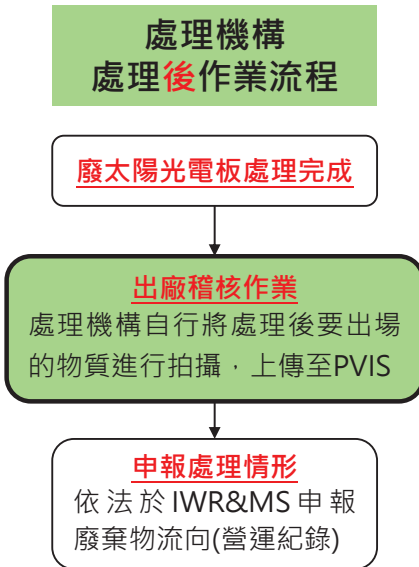 處理機構
處理後作業流程
廢太陽光電板處理完成
出廠稽核作業
處理機構自行將處理後要出場
的物質進行拍攝，上傳至PVIS
申報處理情形
依法於IWR&MS申報
廢棄物流向(營運紀錄)